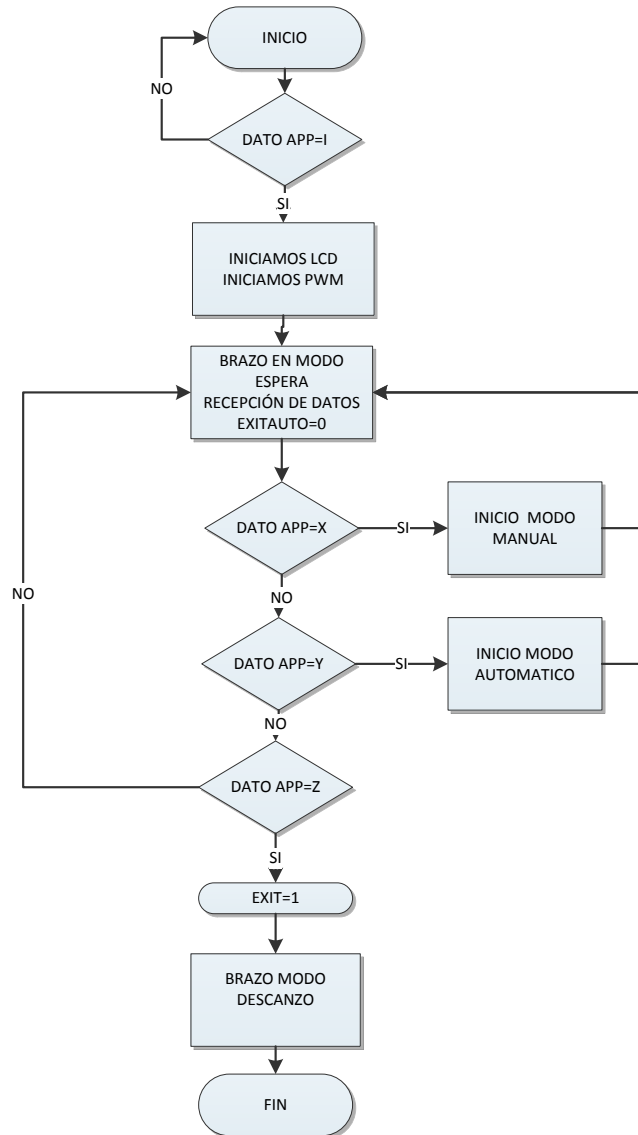 INICIO
NO
DATO APP=I
SI
INICIAMOS LCD
INICIAMOS PWM
BRAZO EN MODO
ESPERA
RECEPCIÓN DE DATOS
EXITAUTO=0
DATO APP=X
SI
INICIO MODO
MANUAL
NO
NO
DATO APP=Y
SI
INICIO MODO
AUTOMATICO
NO
DATO APP=Z
SI
EXIT=1
BRAZO MODO
DESCANZO
FIN